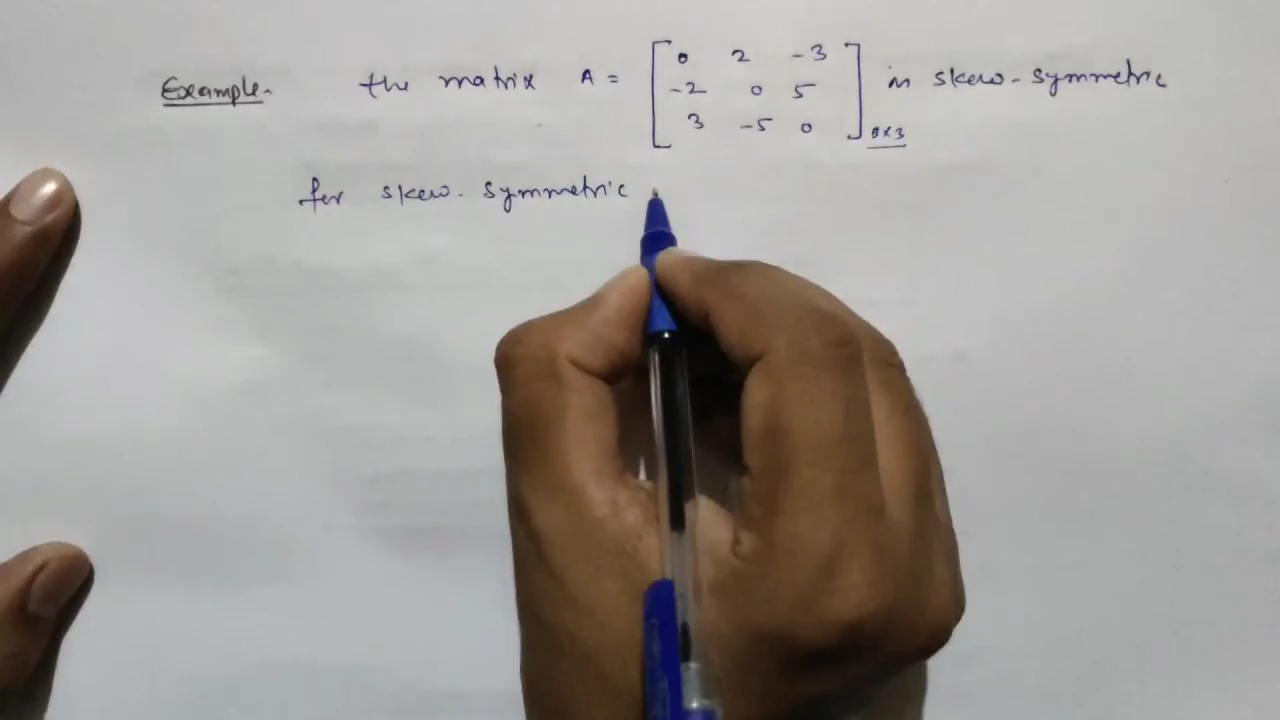 Example. the matrix A = [ 0 2 -3
-2 0 5
3 -5 0 ]3×3 is skew-symmetric
for skew-symmetric